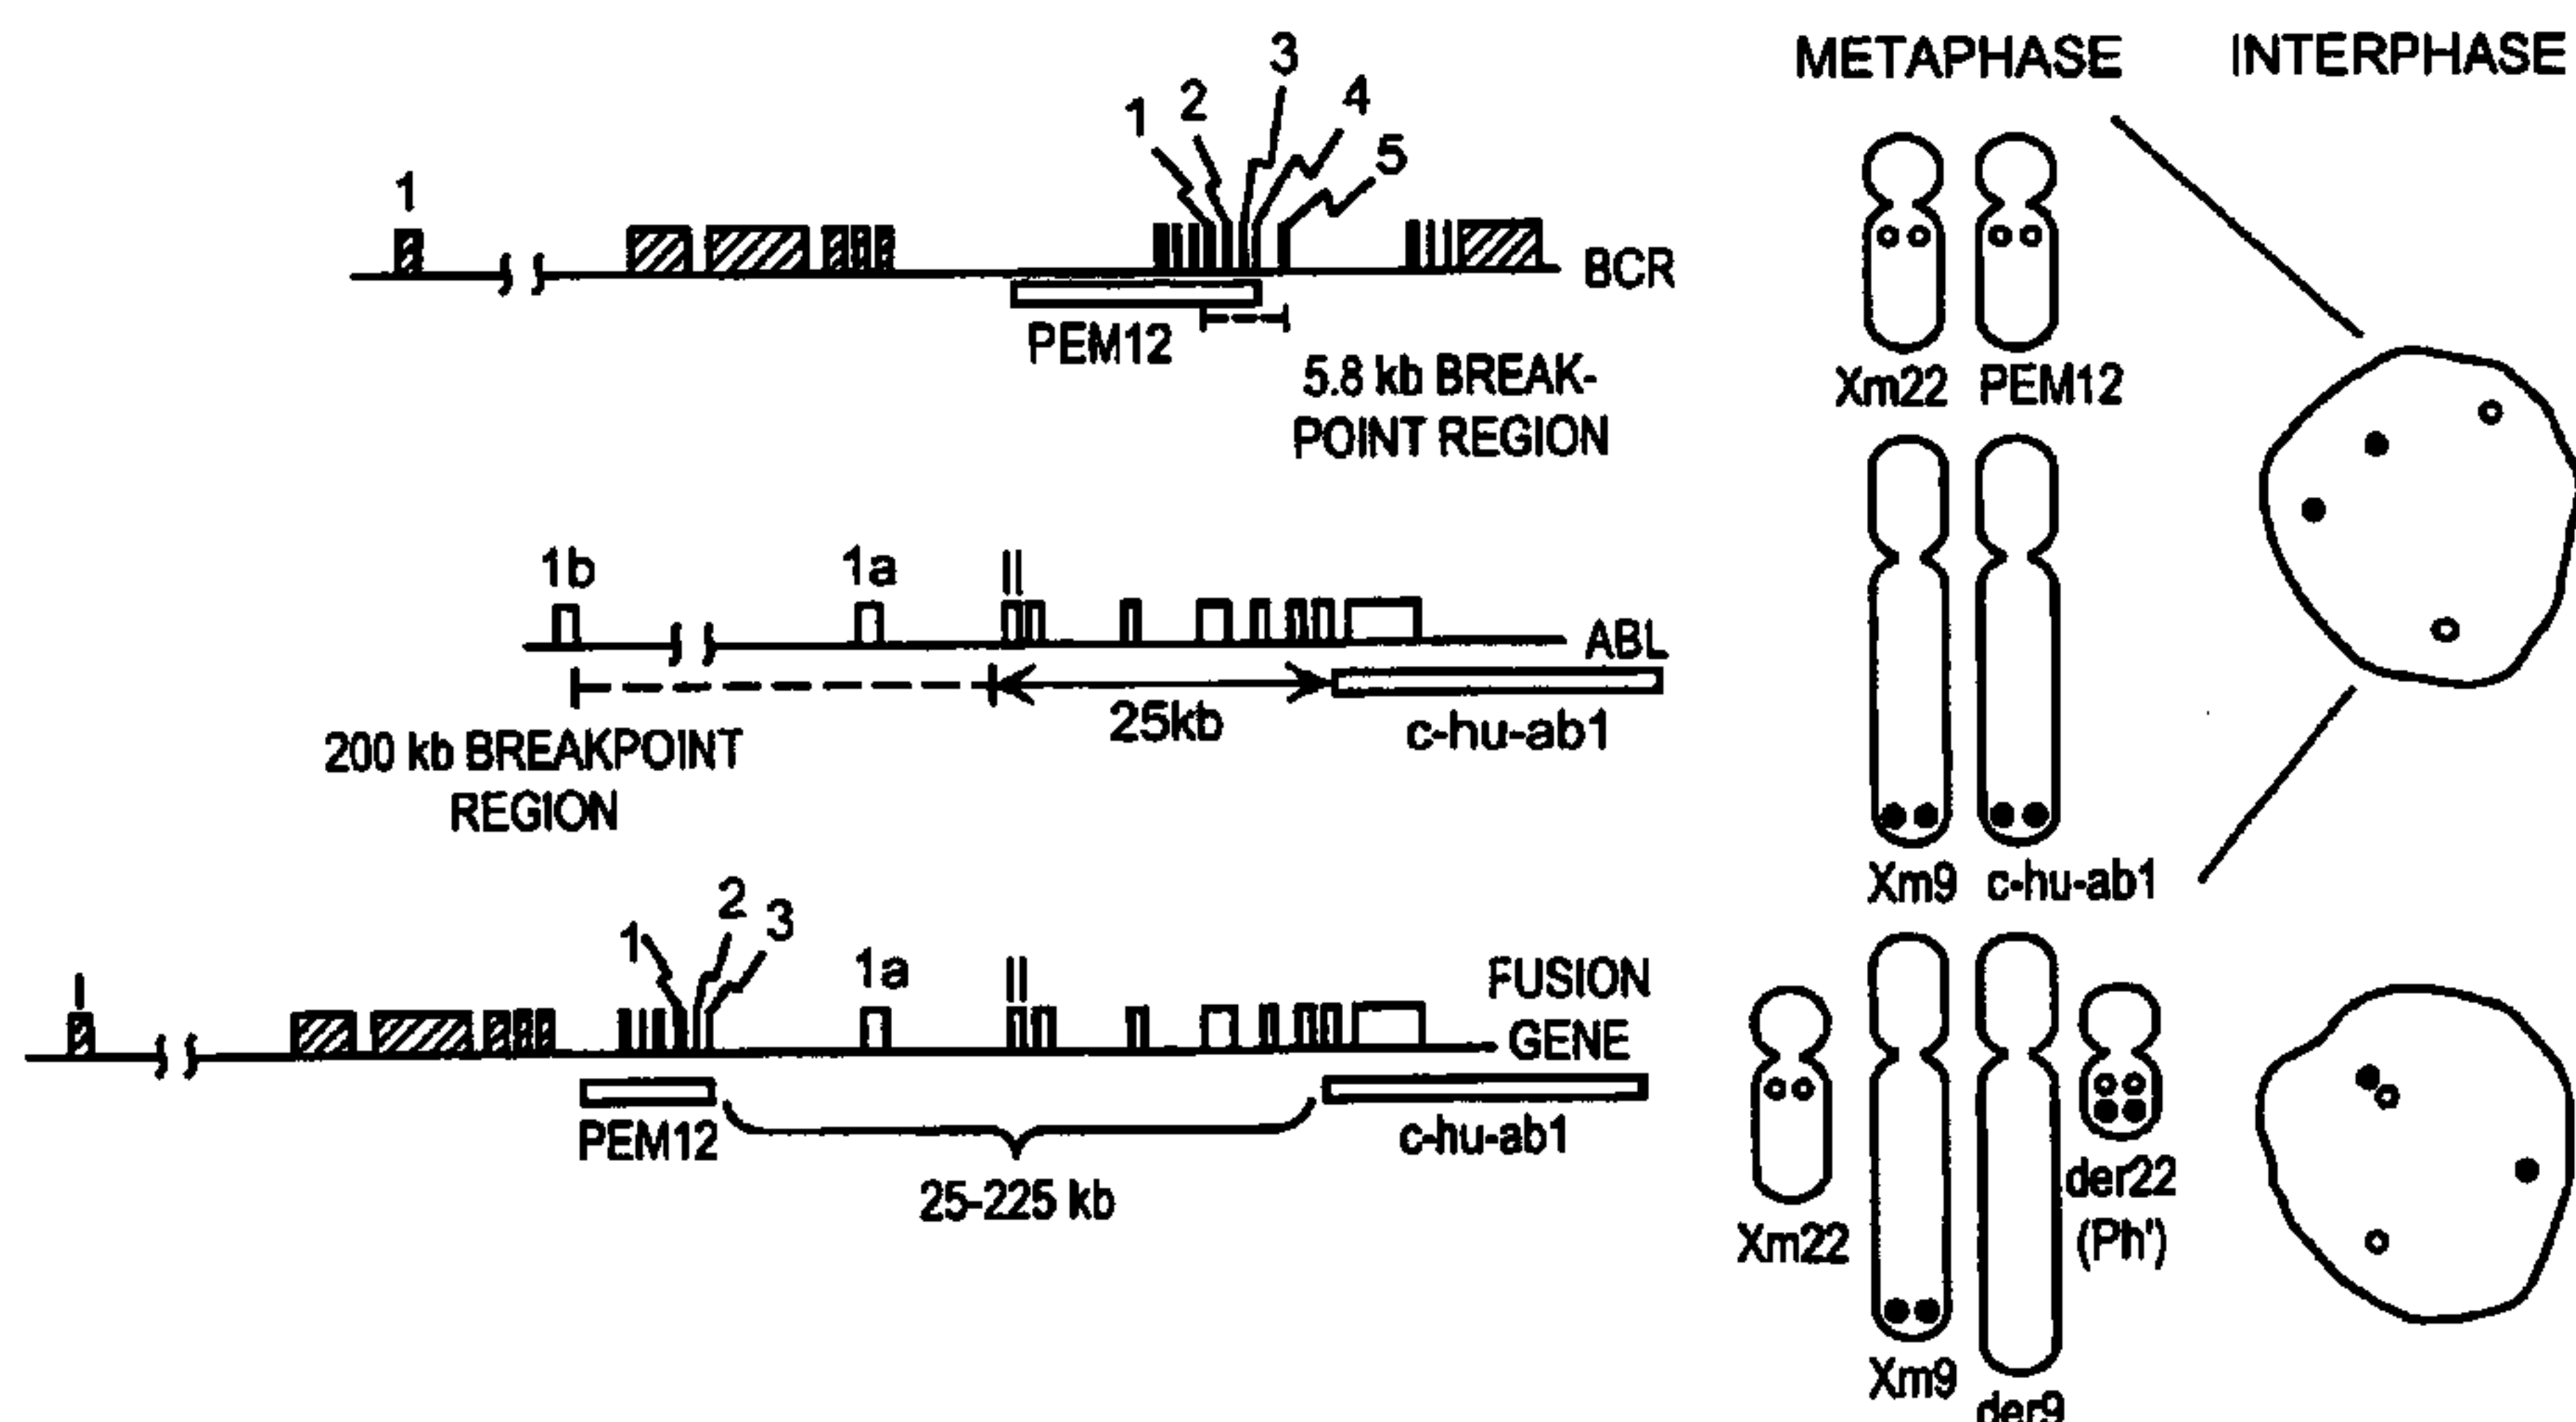 METAPHASE INTERPHASE
1 2 3 4 5
1
BCR
PEM12
5.8 kb BREAK-
POINT REGION
Xm22 PEM12
1b 1a II
ABL
25kb
c-hu-ab1
200 kb BREAKPOINT
REGION
Xm9 c-hu-ab1
1 2 3
I 1a II
FUSION
GENE
PEM12
c-hu-ab1
25-225 kb
Xm22
der22
(Ph')
Xm9
der9